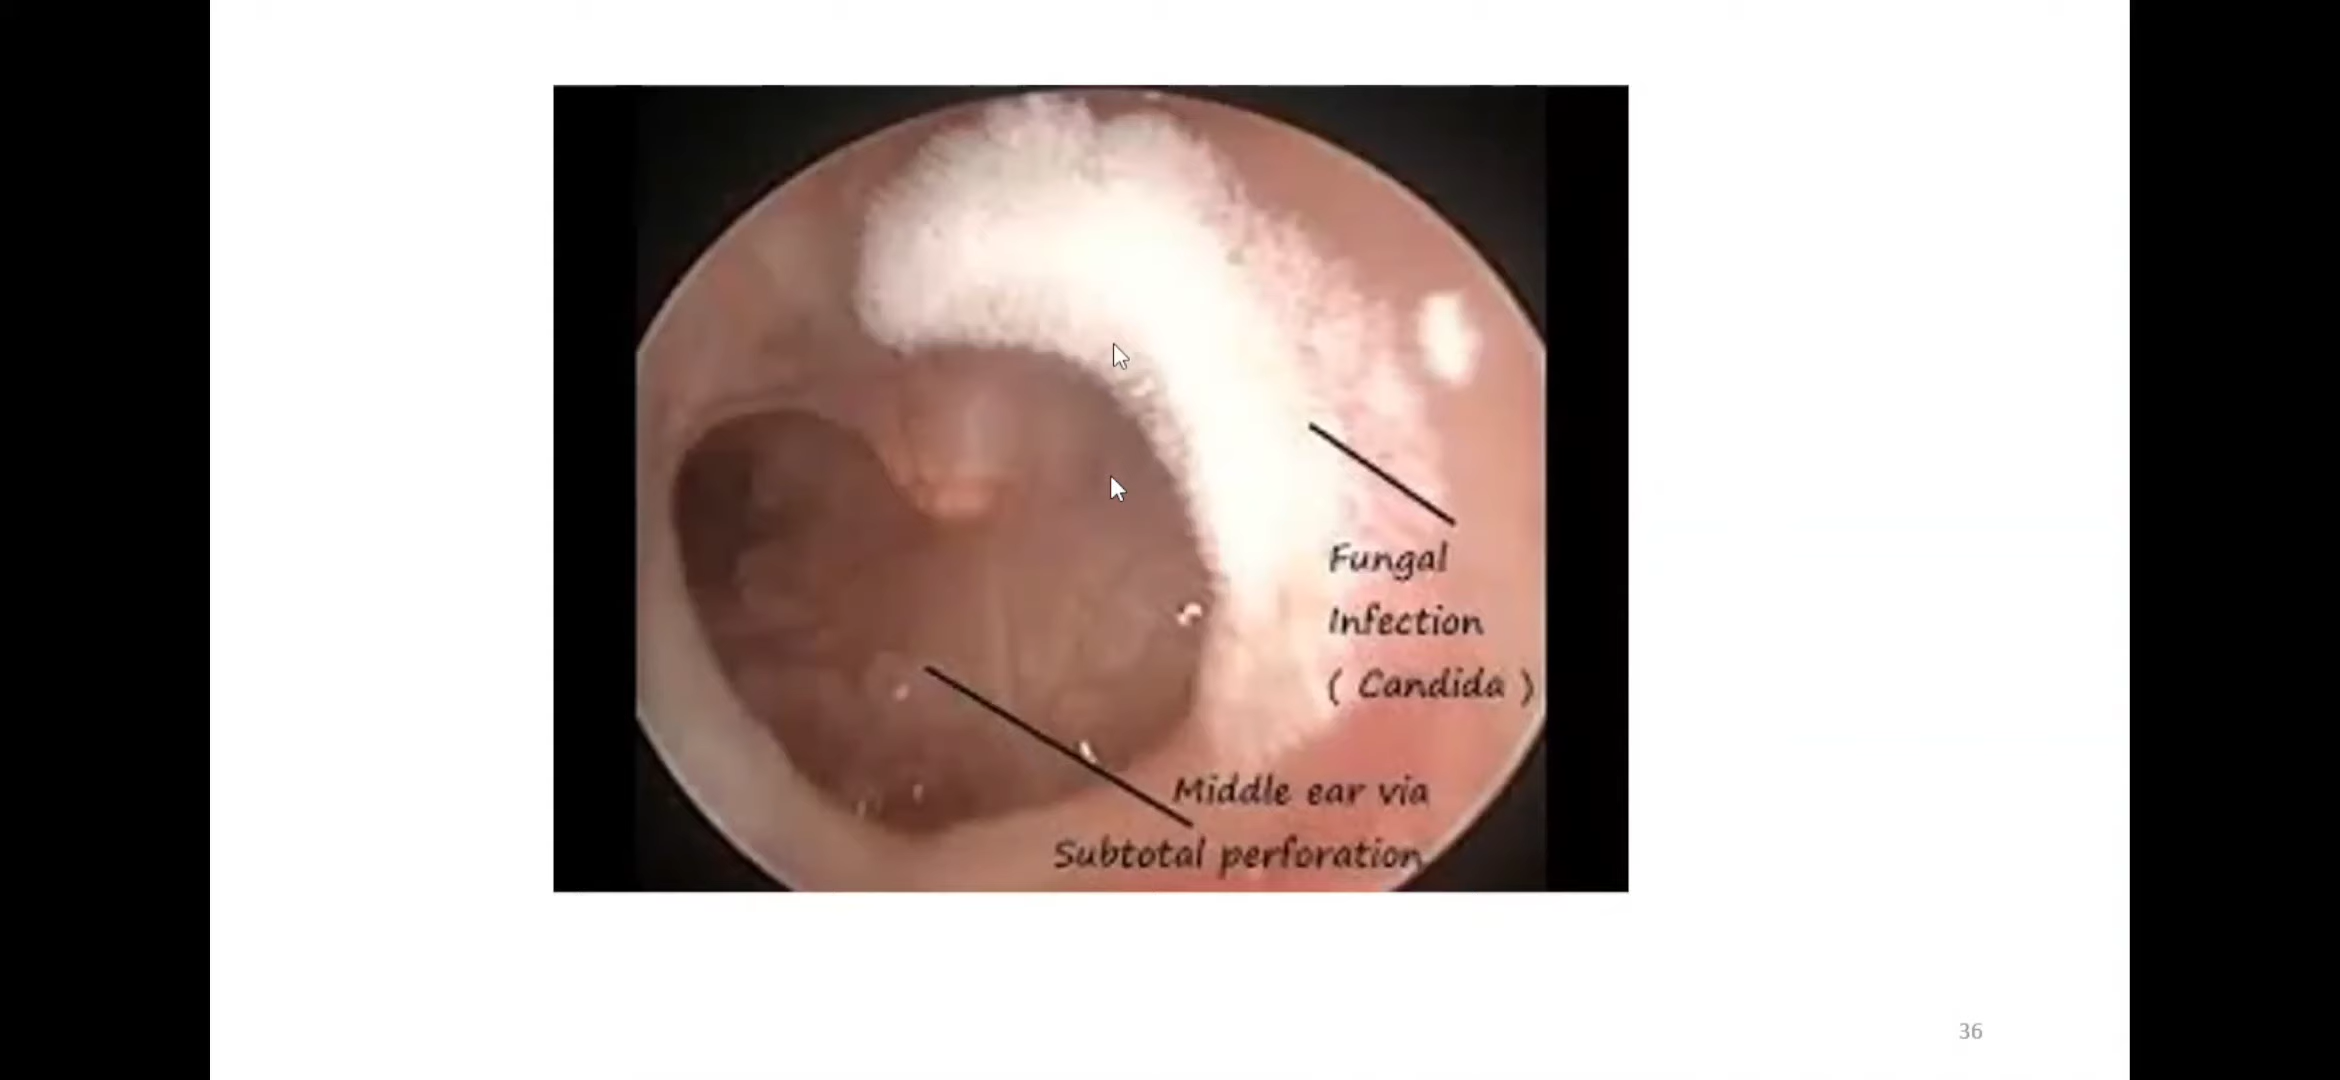 Fungal
Infection
( Candida )
Middle ear via
Subtotal perforation
36